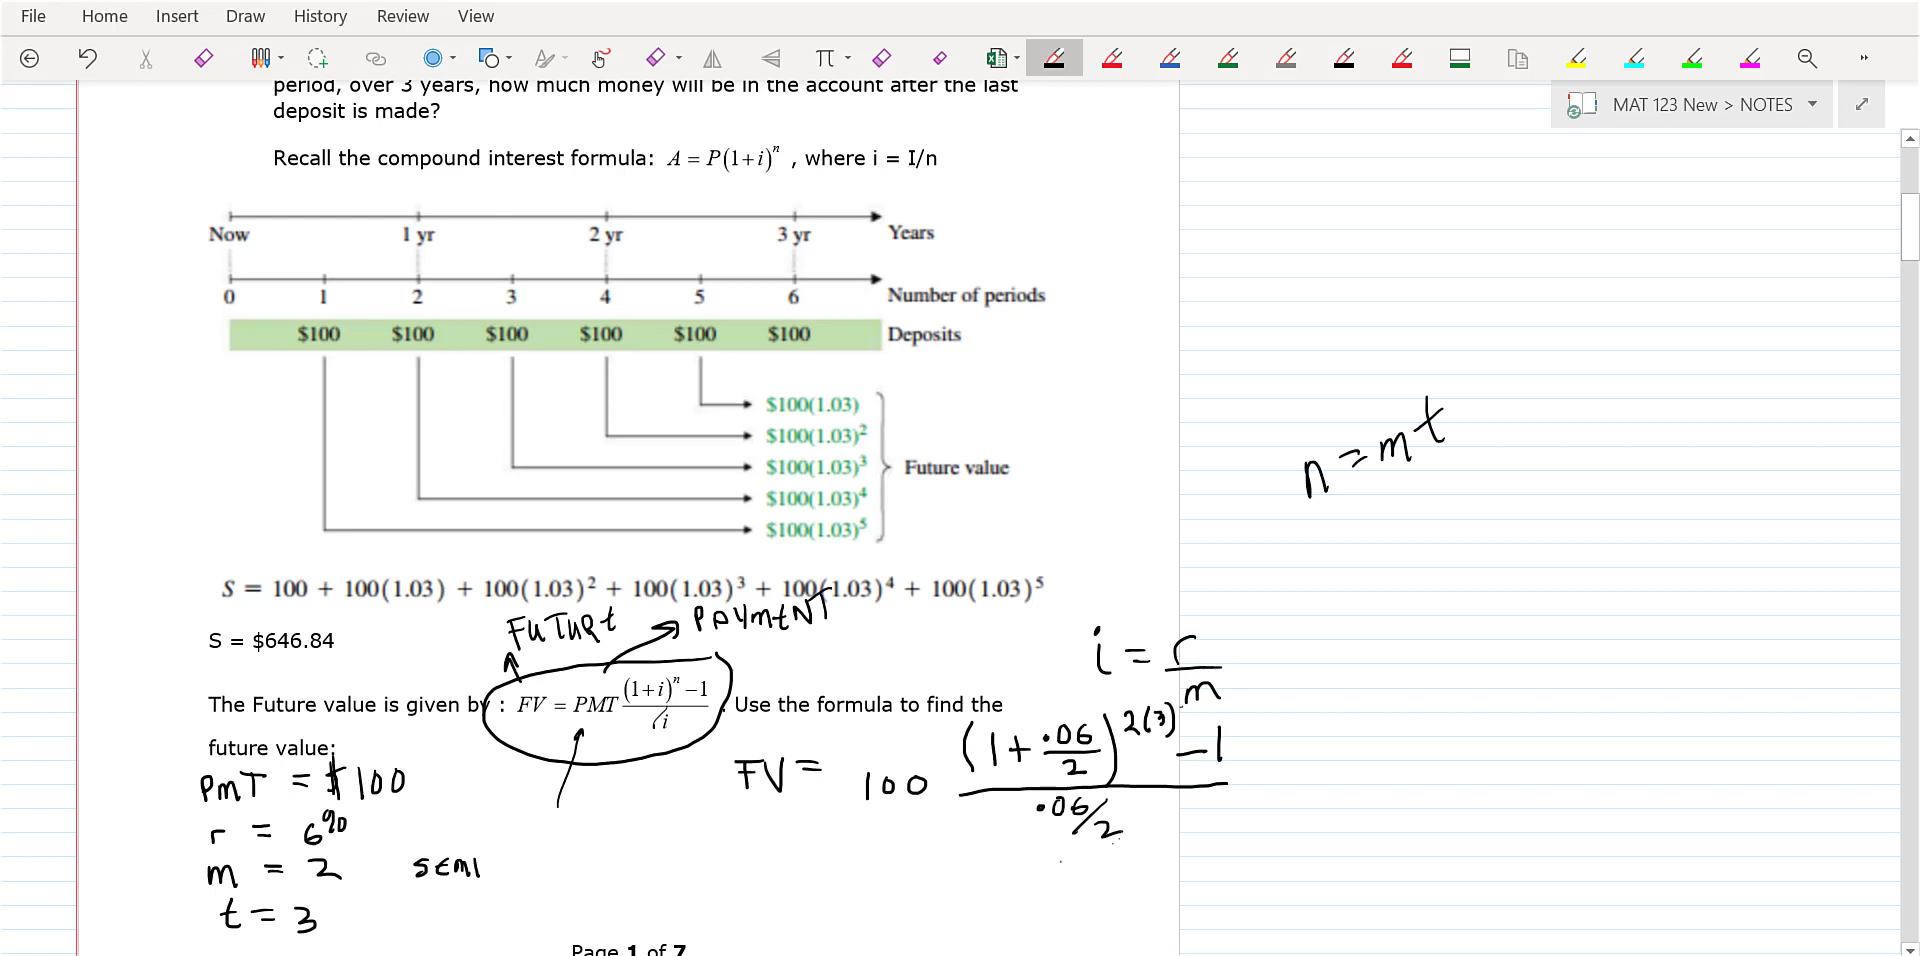 File Home Insert Draw History Review View
MAT 123 New > NOTES
period, over 3 years, how much money will be in the account after the last
deposit is made?
Recall the compound interest formula: A = P(1+i)^n , where i = I/n
Now 1 yr 2 yr 3 yr Years
0 1 2 3 4 5 6 Number of periods
$100 $100 $100 $100 $100 $100 Deposits
$100(1.03)
$100(1.03)²
$100(1.03)³ Future value
$100(1.03)⁴
$100(1.03)⁵
n = mt
S = 100 + 100(1.03) + 100(1.03)² + 100(1.03)³ + 100(1.03)⁴ + 100(1.03)⁵
FUTURE PAYMENT
S = $646.84
i = r/m
The Future value is given by : FV = PMT ((1+i)^n − 1)/i . Use the formula to find the
future value:
FV = 100 ((1 + .06/2)^2(3) − 1)/(.06/2)
PMT = $100
r = 6%
m = 2 SEMI
t = 3
Page 1 of 7